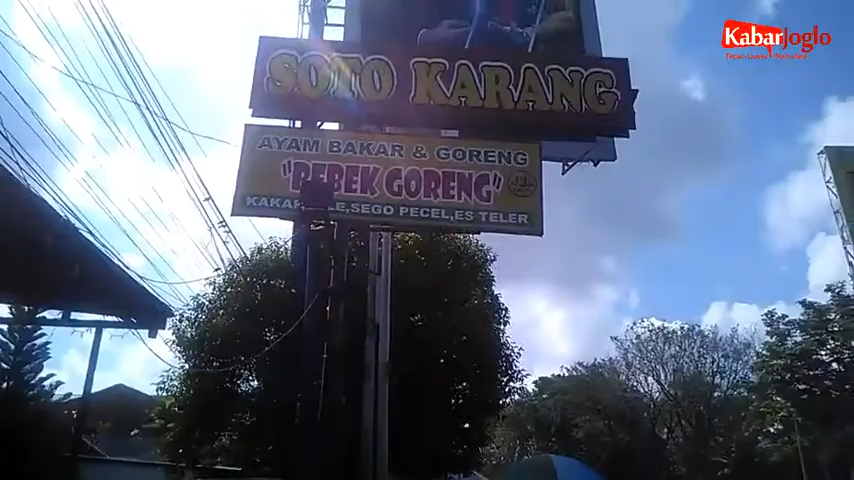 KabarJoglo
SOTO KARANG
AYAM BAKAR & GORENG
"BEBEK GORENG"
SEGO PECEL,ES TELER